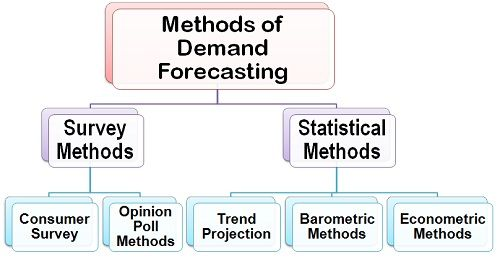 Methods of
Demand
Forecasting
Survey
Methods
Statistical
Methods
Consumer
Survey
Opinion
Poll
Methods
Trend
Projection
Barometric
Methods
Econometric
Methods